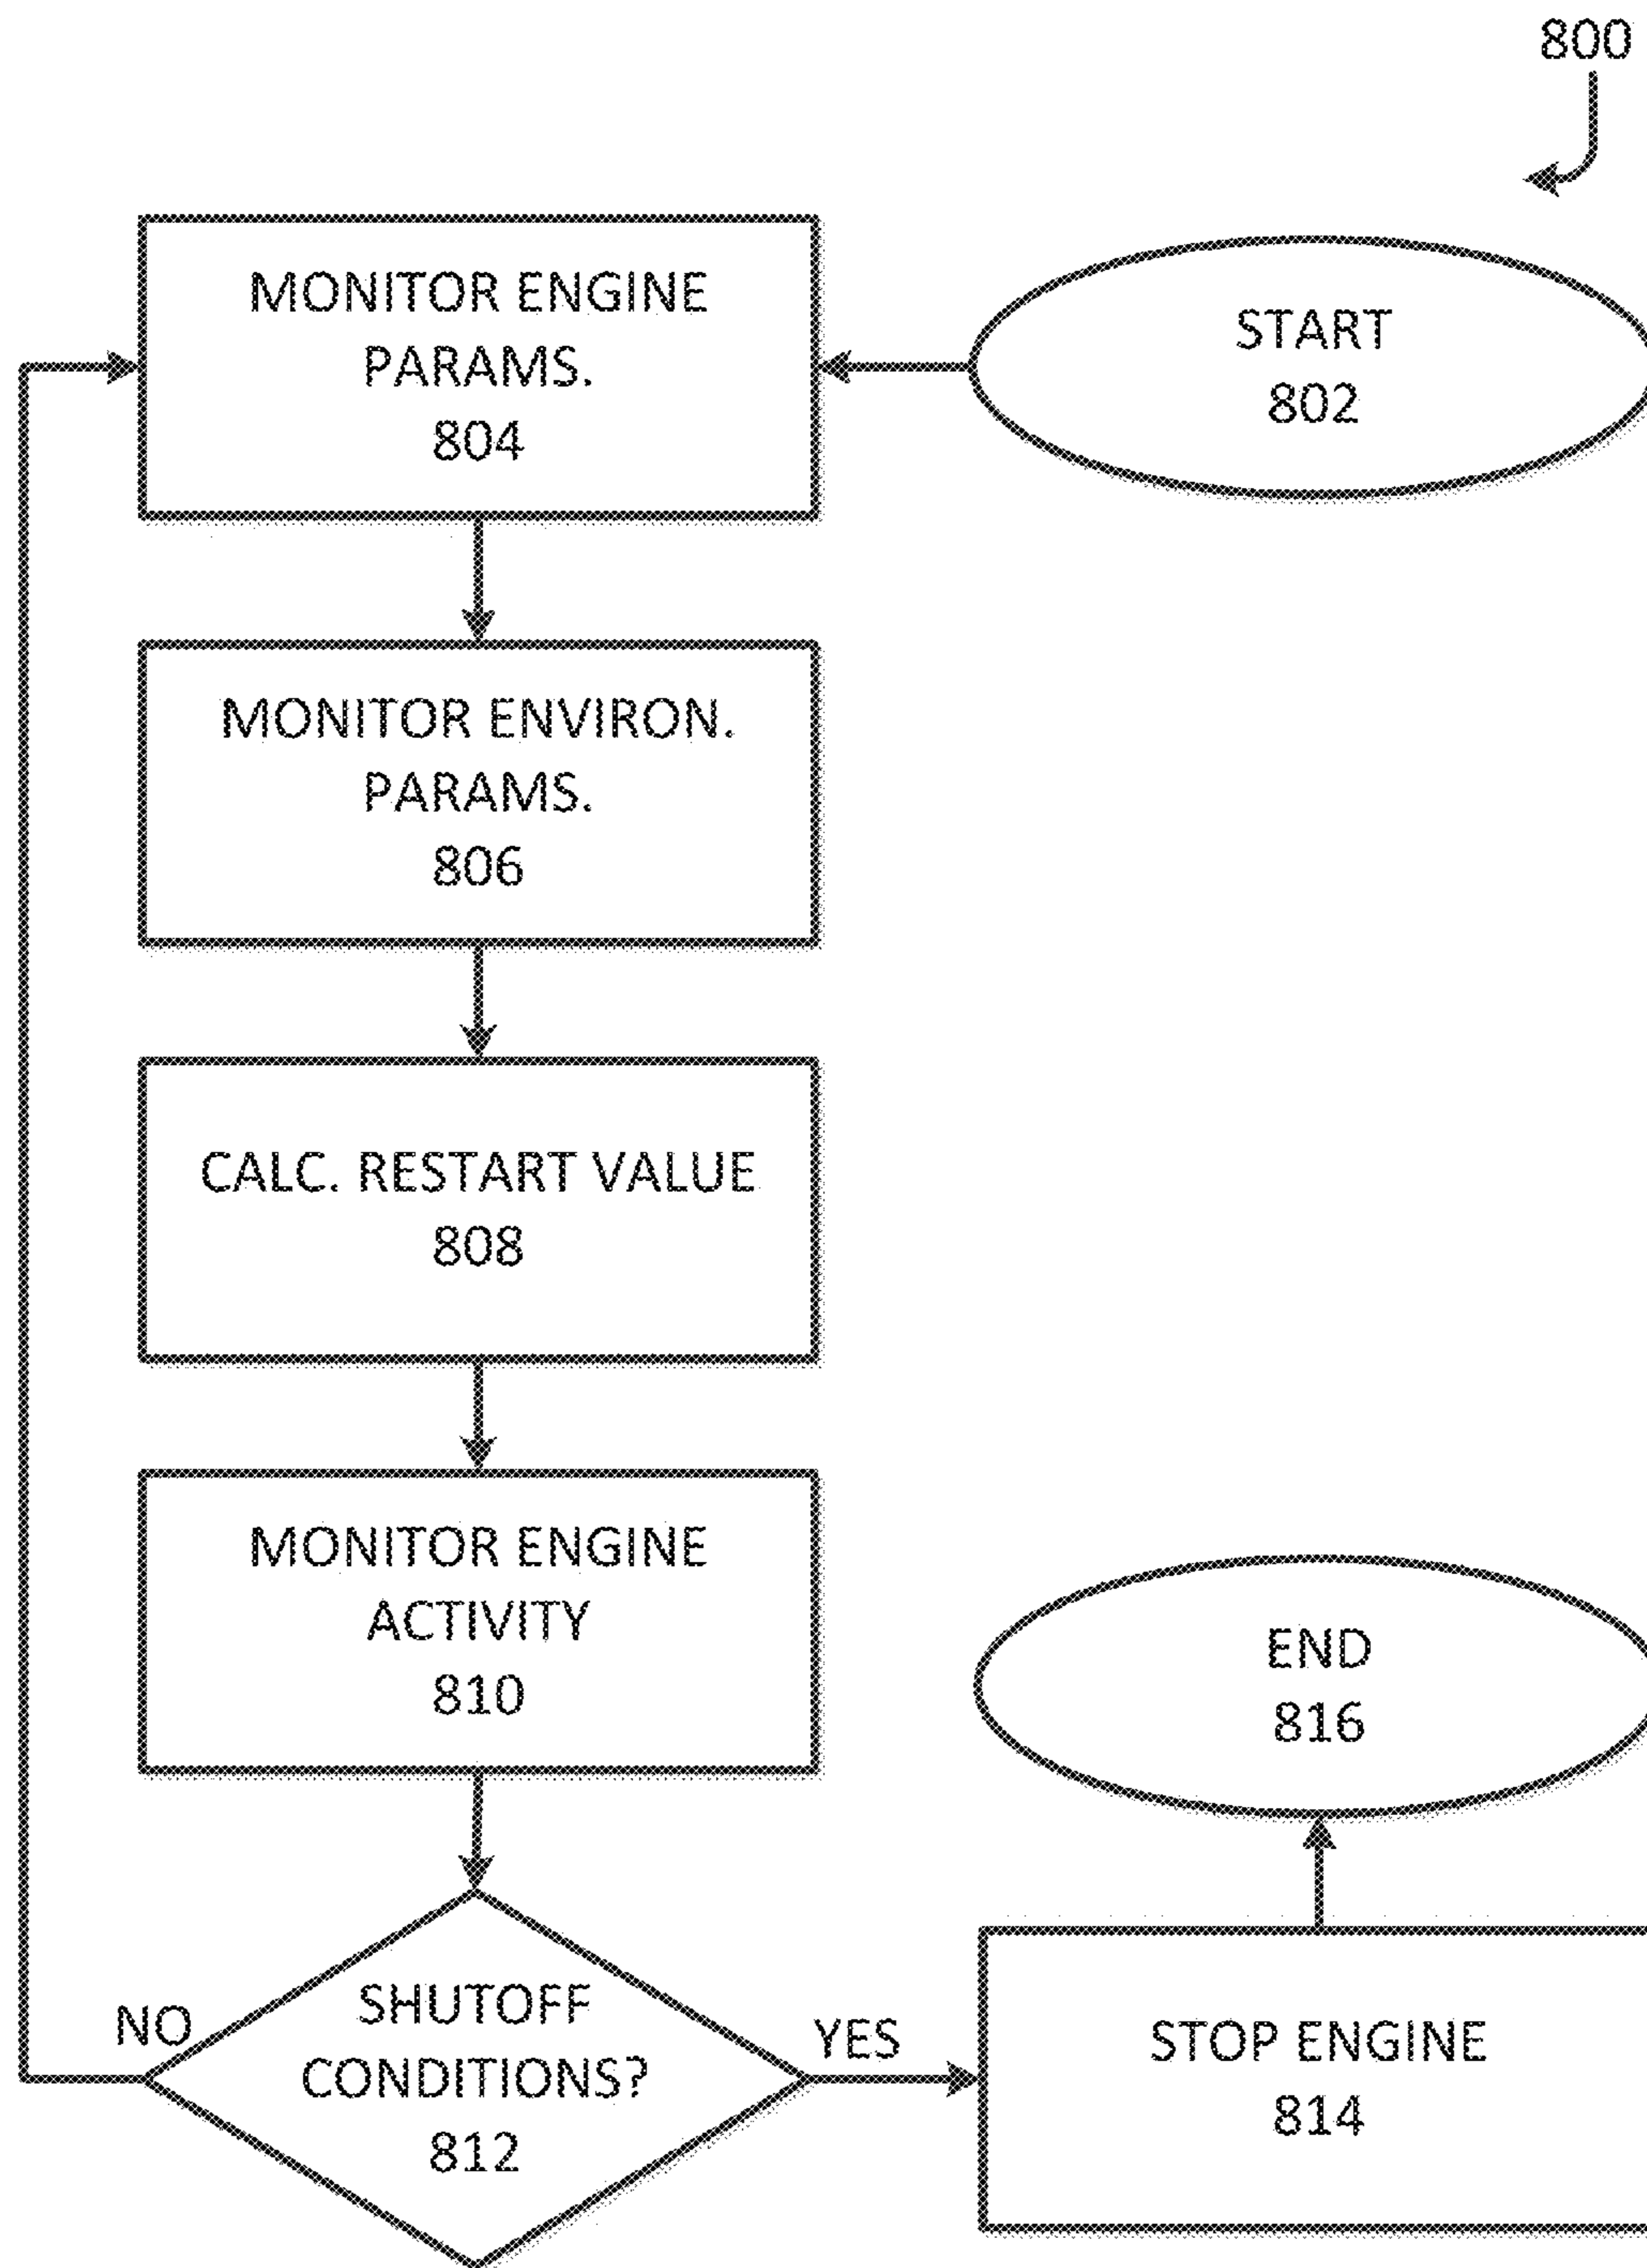 800
START
802
MONITOR ENGINE
PARAMS.
804
MONITOR ENVIRON.
PARAMS.
806
CALC. RESTART VALUE
808
MONITOR ENGINE
ACTIVITY
810
SHUTOFF
CONDITIONS?
812
NO
YES
STOP ENGINE
814
END
816